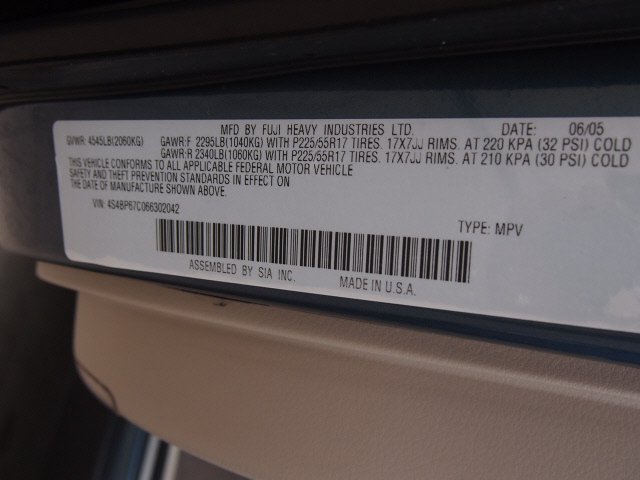 MFD BY FUJI HEAVY INDUSTRIES LTD. DATE: 06/05
GVWR: 4545LB(2060KG) GAWR:F 2295LB(1040KG) WITH P225/55R17 TIRES. 17X7JJ RIMS. AT 220 KPA (32 PSI) COLD
GAWR:R 2340LB(1060KG) WITH P225/55R17 TIRES. 17X7JJ RIMS. AT 210 KPA (30 PSI) COLD
THIS VEHICLE CONFORMS TO ALL APPLICABLE FEDERAL MOTOR VEHICLE
SAFETY AND THEFT PREVENTION STANDARDS IN EFFECT ON
THE DATE OF MANUFACTURE SHOWN ABOVE.
VIN: 4S4BP67C066302042 TYPE: MPV
ASSEMBLED BY SIA INC. MADE IN U.S.A.